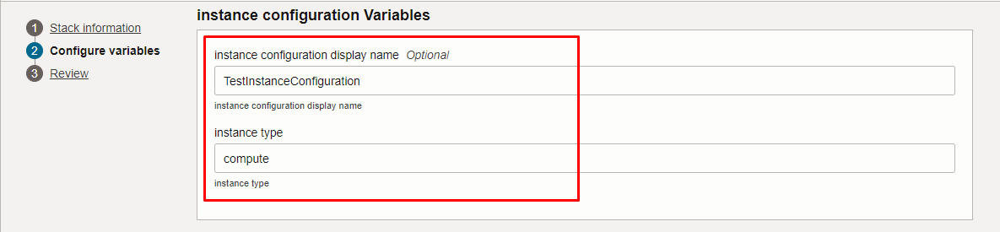 instance configuration Variables
1 Stack information
2 Configure variables
3 Review
instance configuration display name Optional
TestInstanceConfiguration
instance configuration display name
instance type
compute
instance type